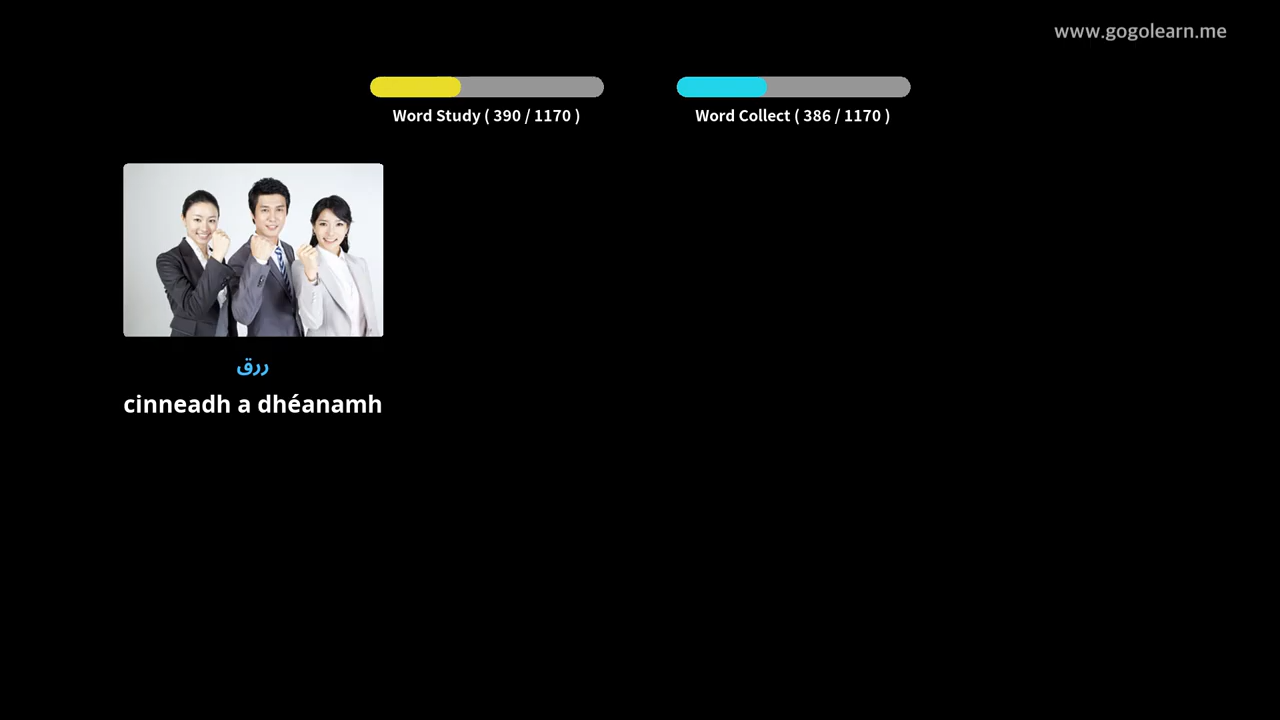 www.gogolearn.me
Word Study ( 390 / 1170 )
Word Collect ( 386 / 1170 )
ررق
cinneadh a dhéanamh